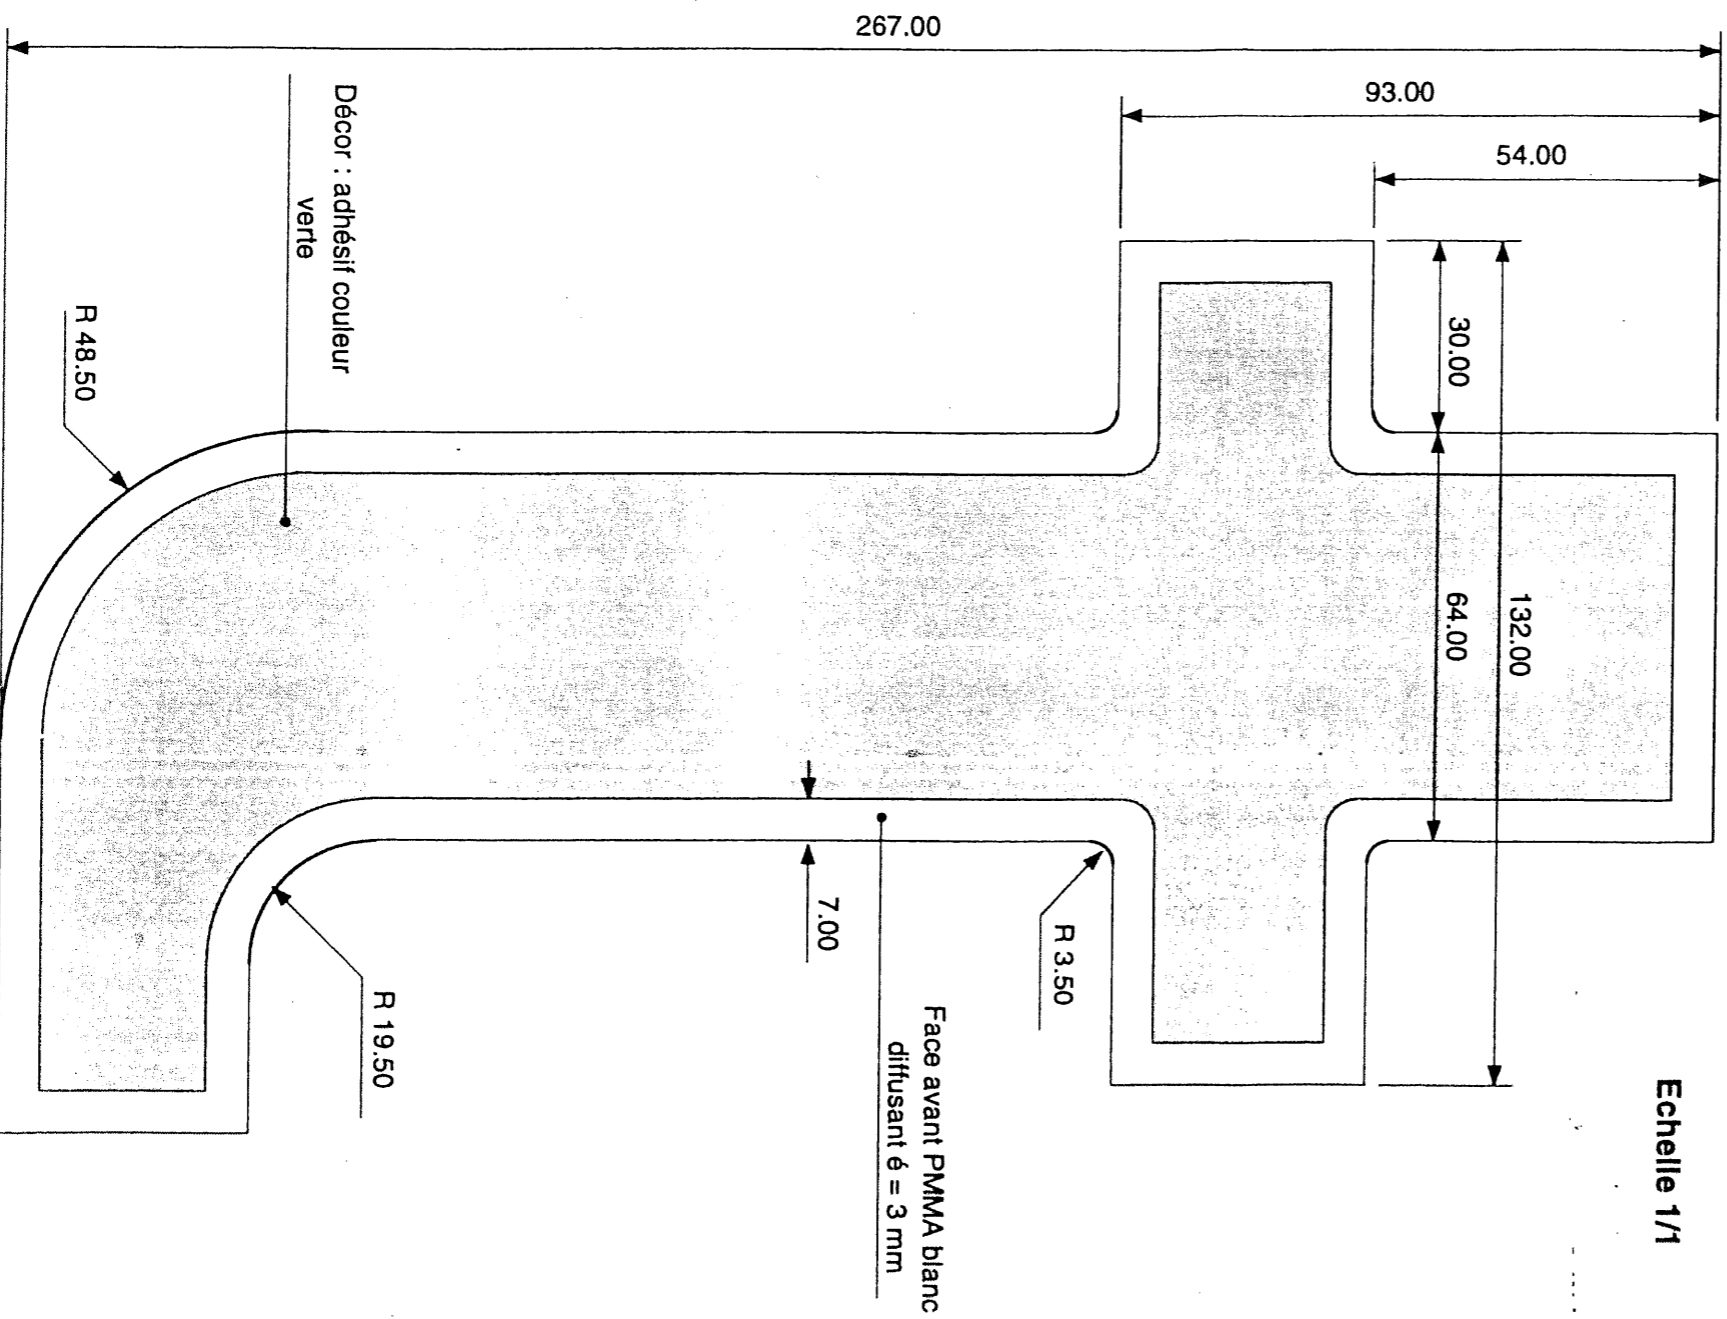 267.00
93.00
54.00
Décor : adhésif couleur
verte
R 48.50
30.00
64.00
132.00
7.00
R 3.50
R 19.50
Face avant PMMA blanc
diffusant é = 3 mm
Echelle 1/1